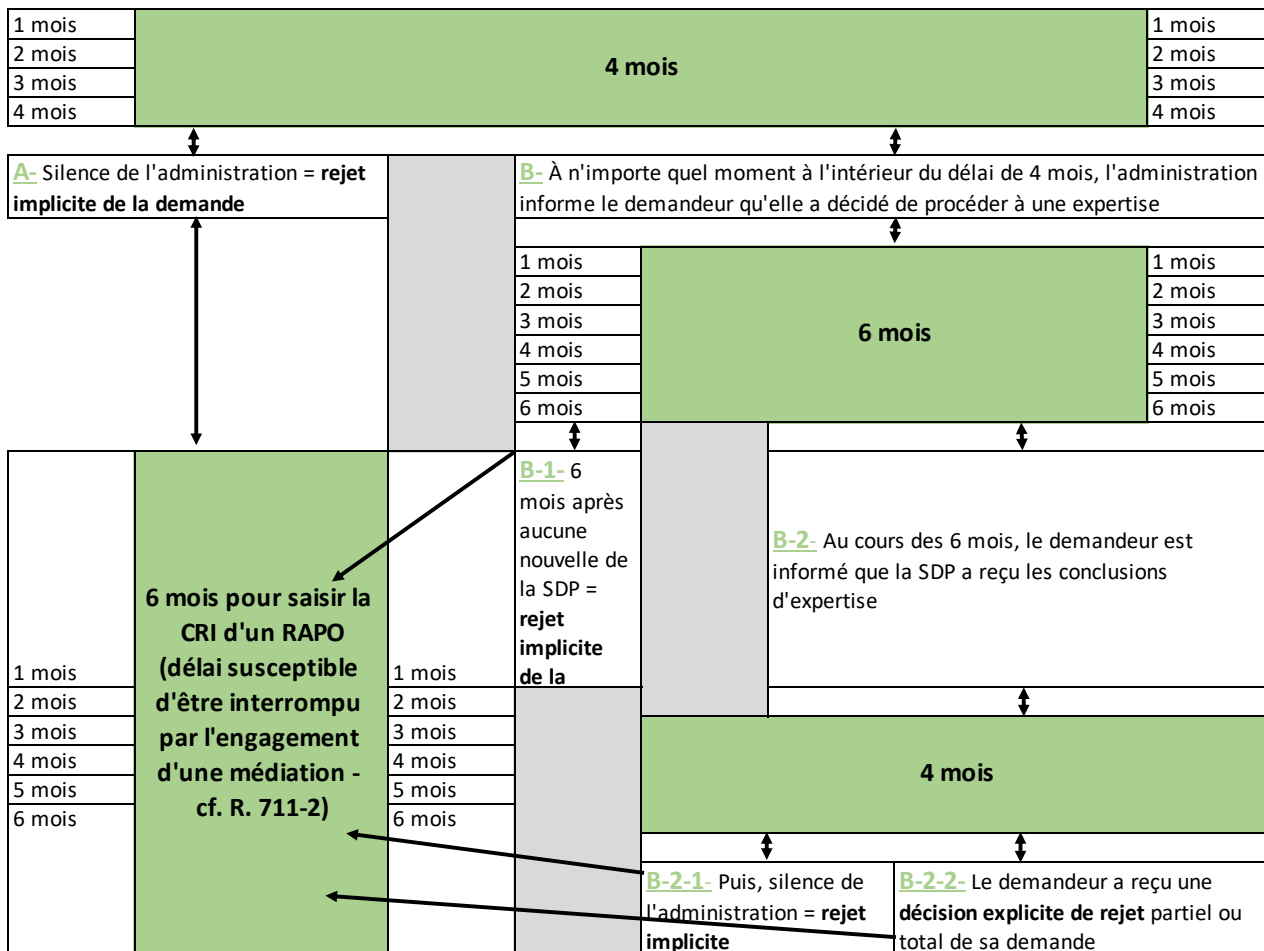 1 mois
2 mois
3 mois
4 mois
4 mois
1 mois
2 mois
3 mois
4 mois
A- Silence de l'administration = rejet
implicite de la demande
B- À n'importe quel moment à l'intérieur du délai de 4 mois, l'administration
informe le demandeur qu'elle a décidé de procéder à une expertise
1 mois
2 mois
3 mois
4 mois
5 mois
6 mois
6 mois
1 mois
2 mois
3 mois
4 mois
5 mois
6 mois
B-1- 6
mois après
aucune
nouvelle de
la SDP =
rejet
implicite
de la
B-2- Au cours des 6 mois, le demandeur est
informé que la SDP a reçu les conclusions
d'expertise
1 mois
2 mois
3 mois
4 mois
5 mois
6 mois
6 mois pour saisir la
CRI d'un RAPO
(délai susceptible
d'être interrompu
par l'engagement
d'une médiation -
cf. R. 711-2)
1 mois
2 mois
3 mois
4 mois
5 mois
6 mois
4 mois
B-2-1- Puis, silence de
l'administration = rejet
implicite
B-2-2- Le demandeur a reçu une
décision explicite de rejet partiel ou
total de sa demande